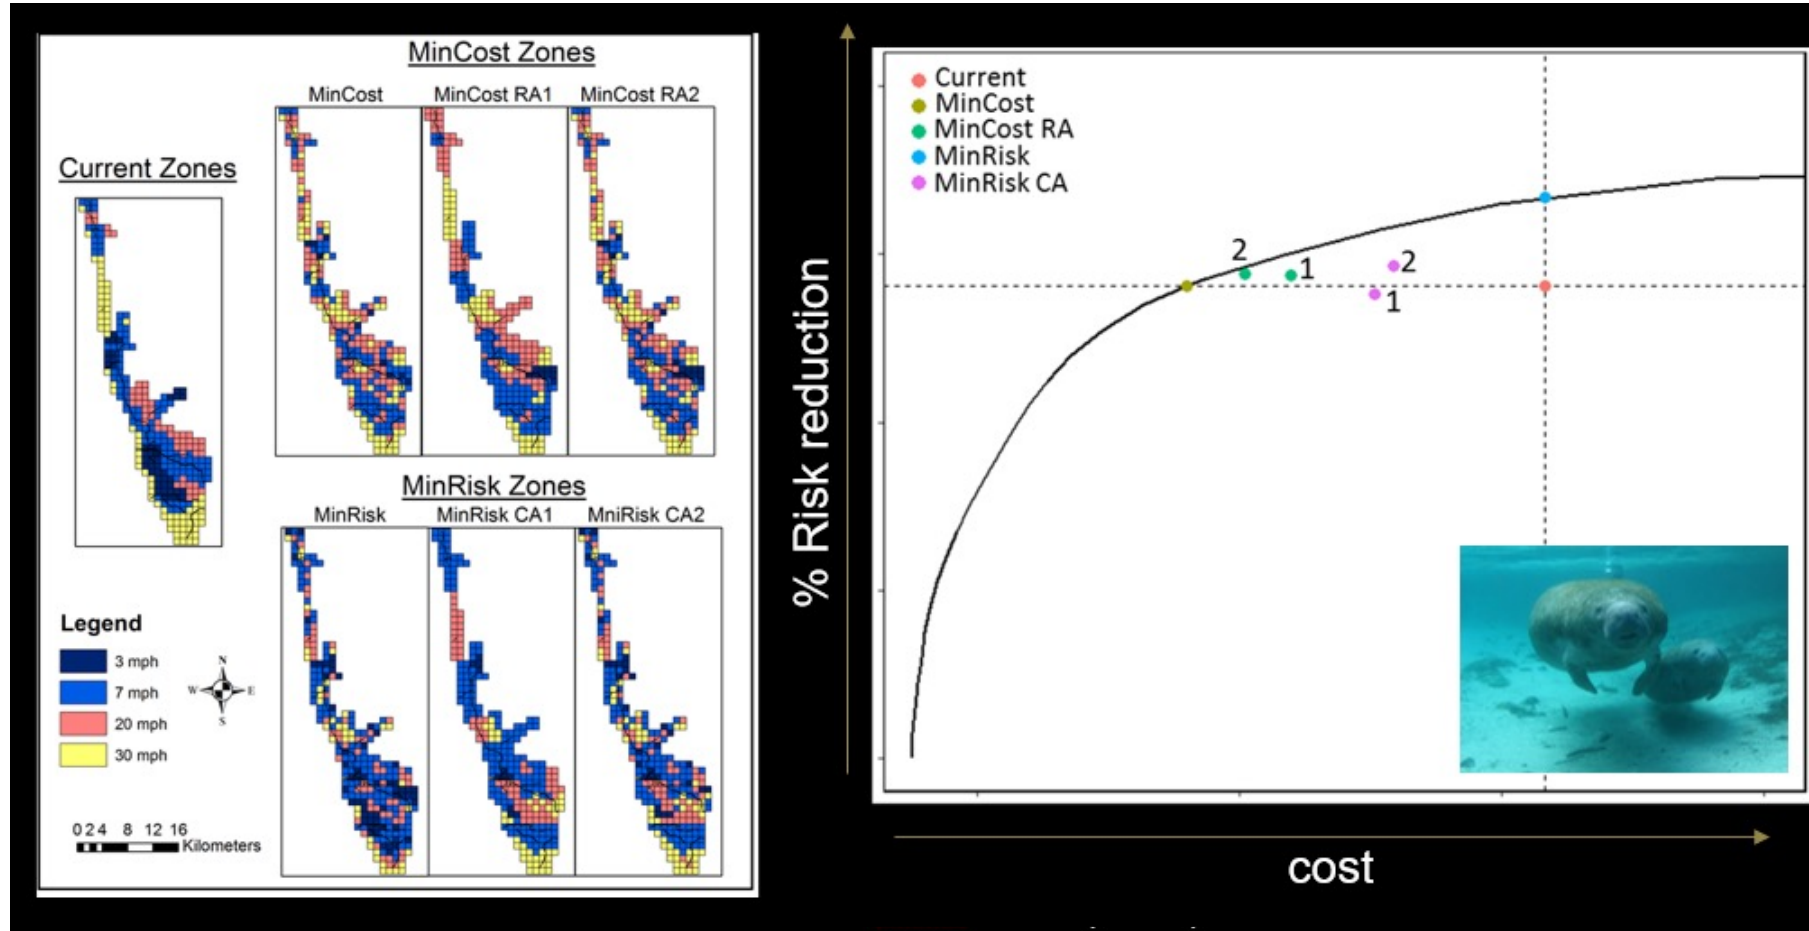 MinCost Zones
MinCost
MinCost RA1
MinCost RA2
Current Zones
MinRisk Zones
MinRisk
MinRisk CA1
MniRisk CA2
Legend
3 mph
7 mph
20 mph
30 mph
N
W
E
S
0 2 4 8 12 16
Kilometers
% Risk reduction
Current
MinCost
MinCost RA
MinRisk
MinRisk CA
2
1
2
1
cost